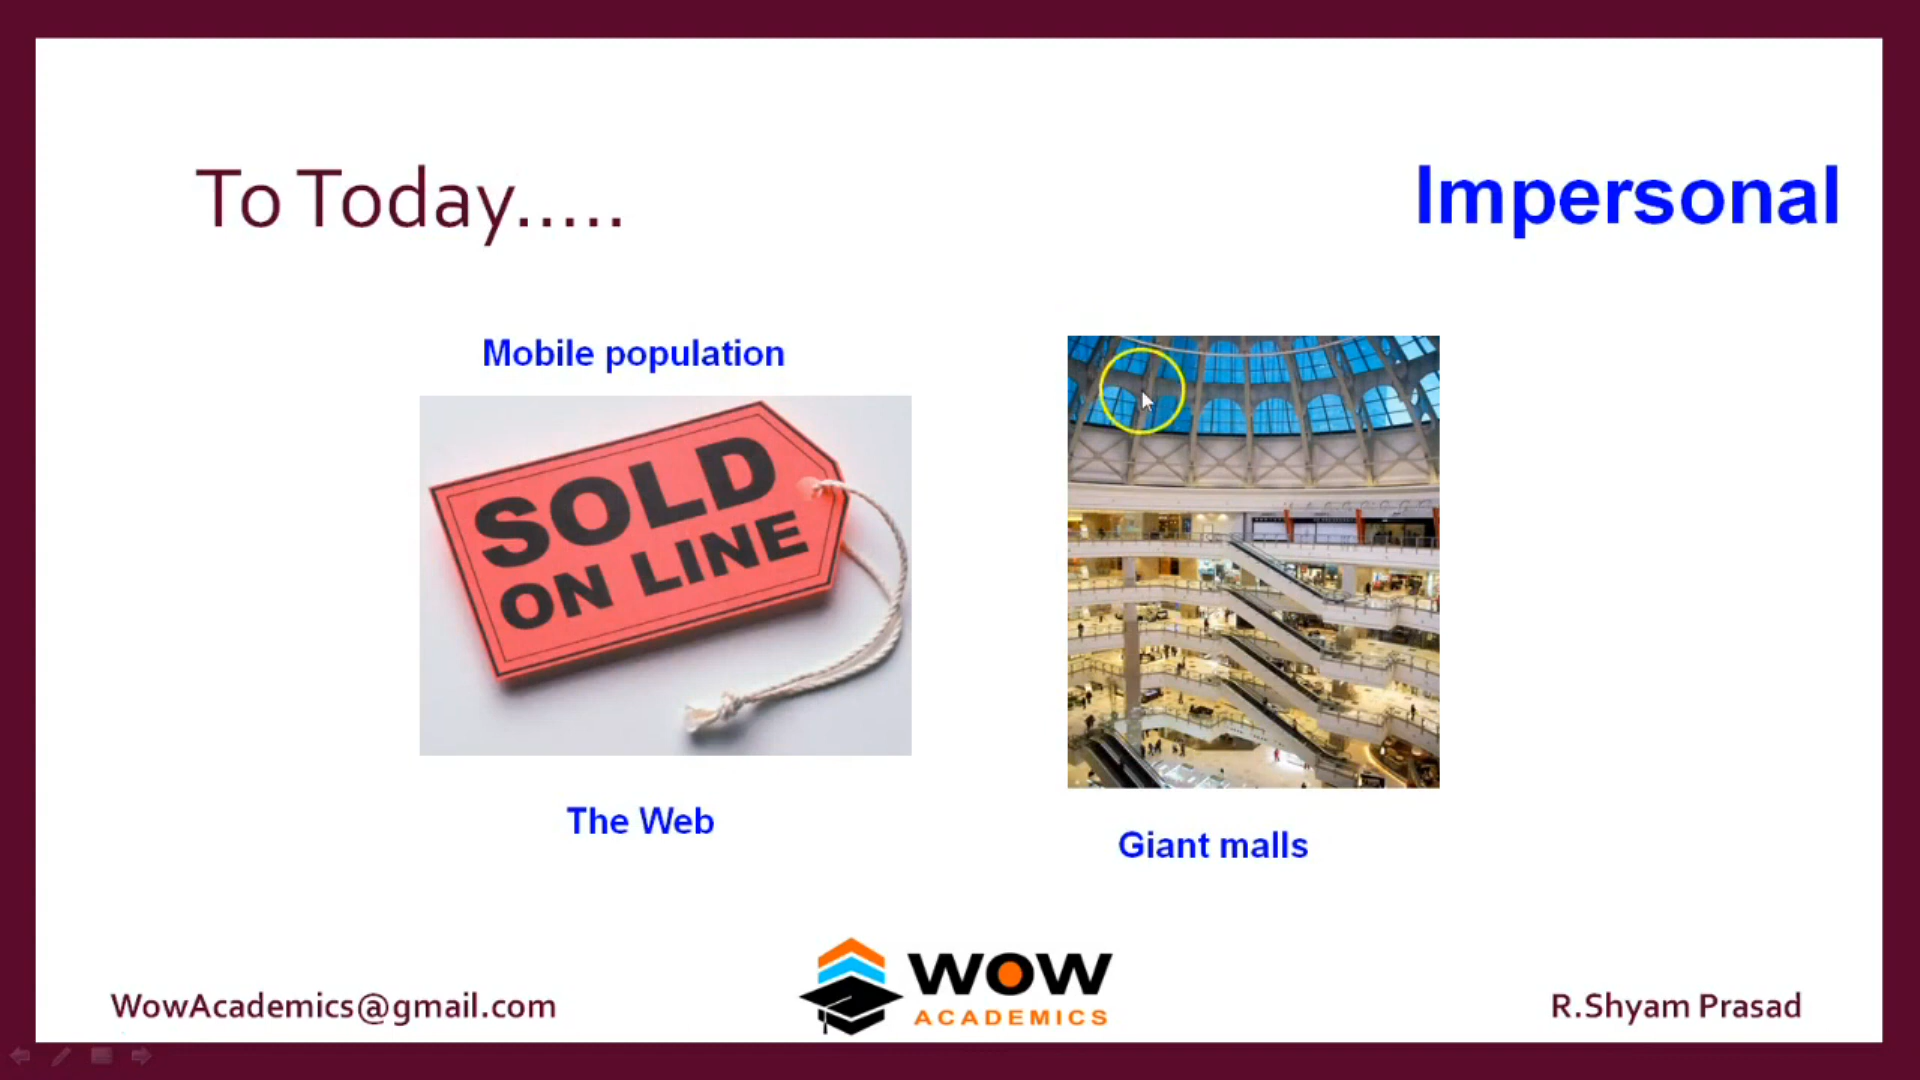 To Today.....
Impersonal
Mobile population
SOLD
ON LINE
The Web
Giant malls
WowAcademics@gmail.com
WOW
ACADEMICS
R.Shyam Prasad